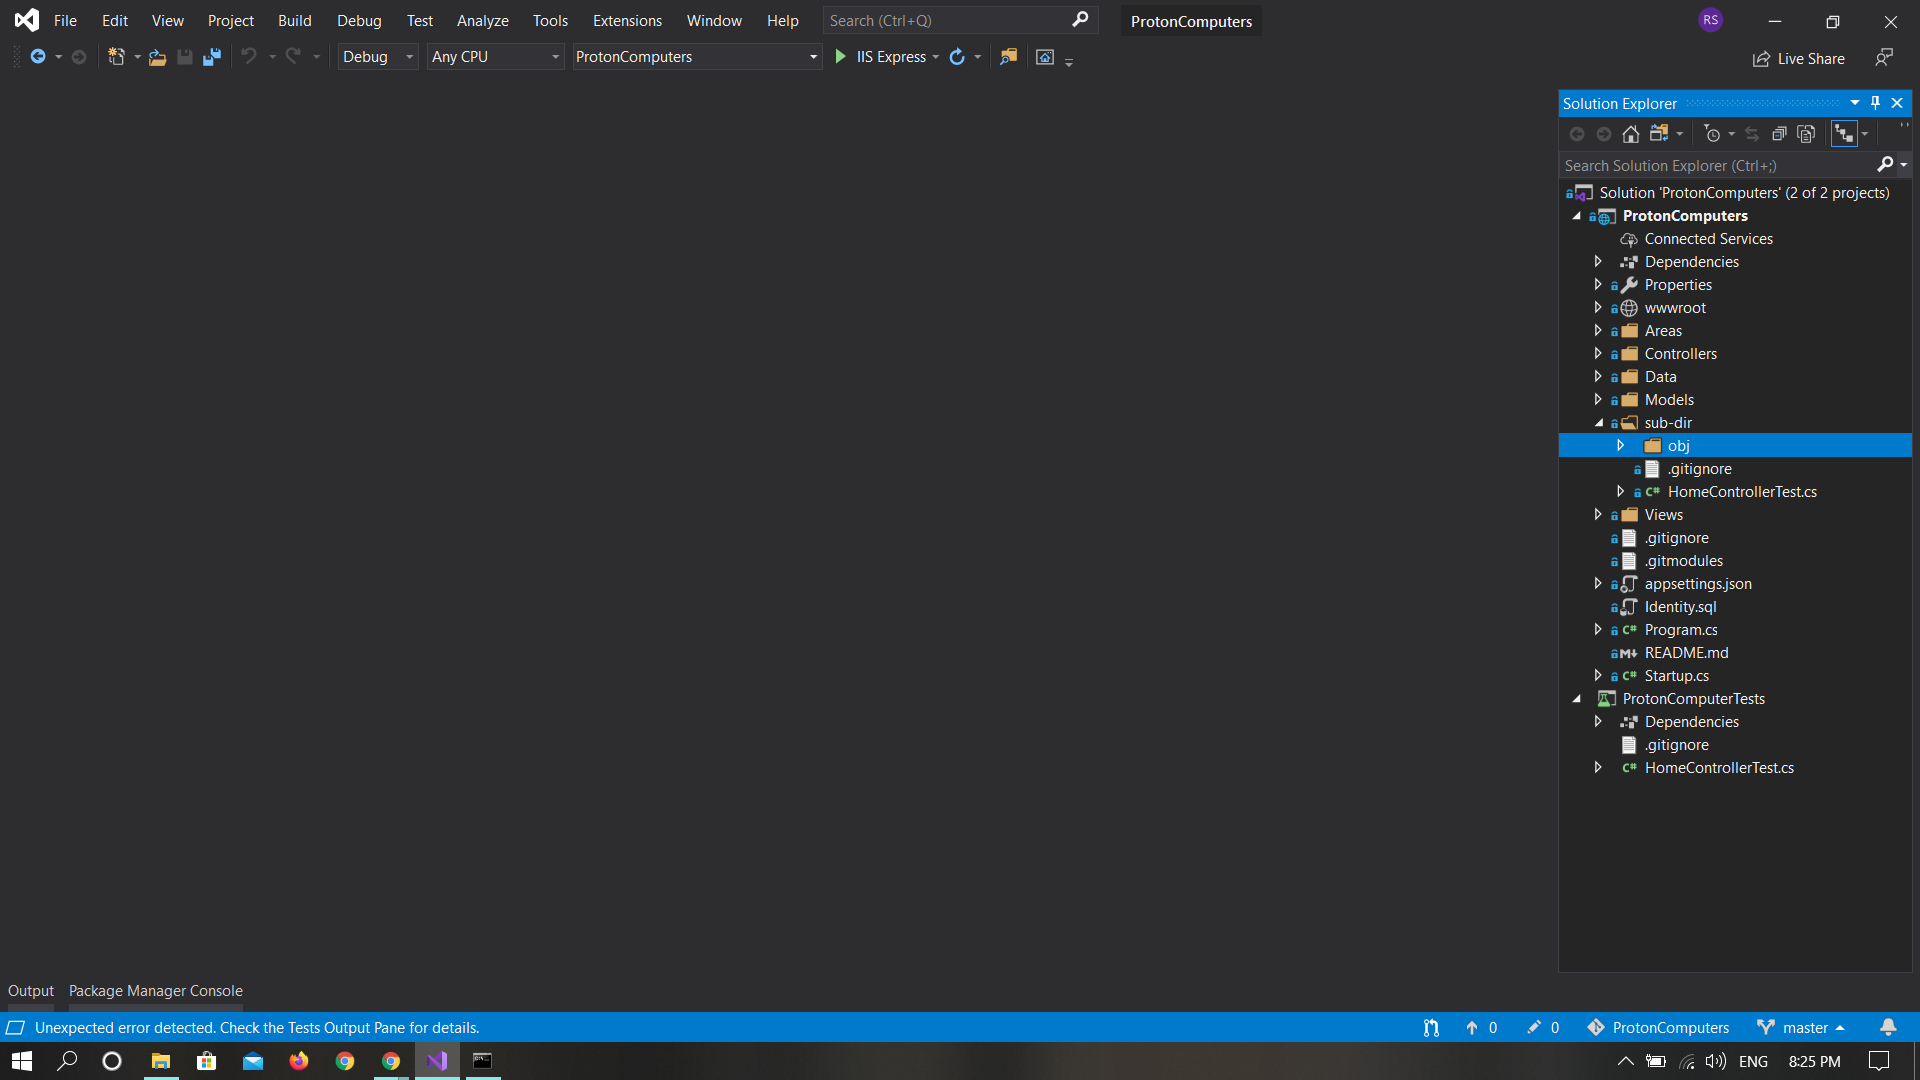 File Edit View Project Build Debug Test Analyze Tools Extensions Window Help Search (Ctrl+Q) ProtonComputers RS
Debug Any CPU ProtonComputers IIS Express Live Share
Solution Explorer
Search Solution Explorer (Ctrl+;)
Solution 'ProtonComputers' (2 of 2 projects)
ProtonComputers
Connected Services
Dependencies
Properties
wwwroot
Areas
Controllers
Data
Models
sub-dir
obj
.gitignore
C# HomeControllerTest.cs
Views
.gitignore
.gitmodules
appsettings.json
Identity.sql
C# Program.cs
M README.md
C# Startup.cs
ProtonComputerTests
Dependencies
.gitignore
C# HomeControllerTest.cs
Output Package Manager Console
Unexpected error detected. Check the Tests Output Pane for details. 0 0 ProtonComputers master
ENG 8:25 PM